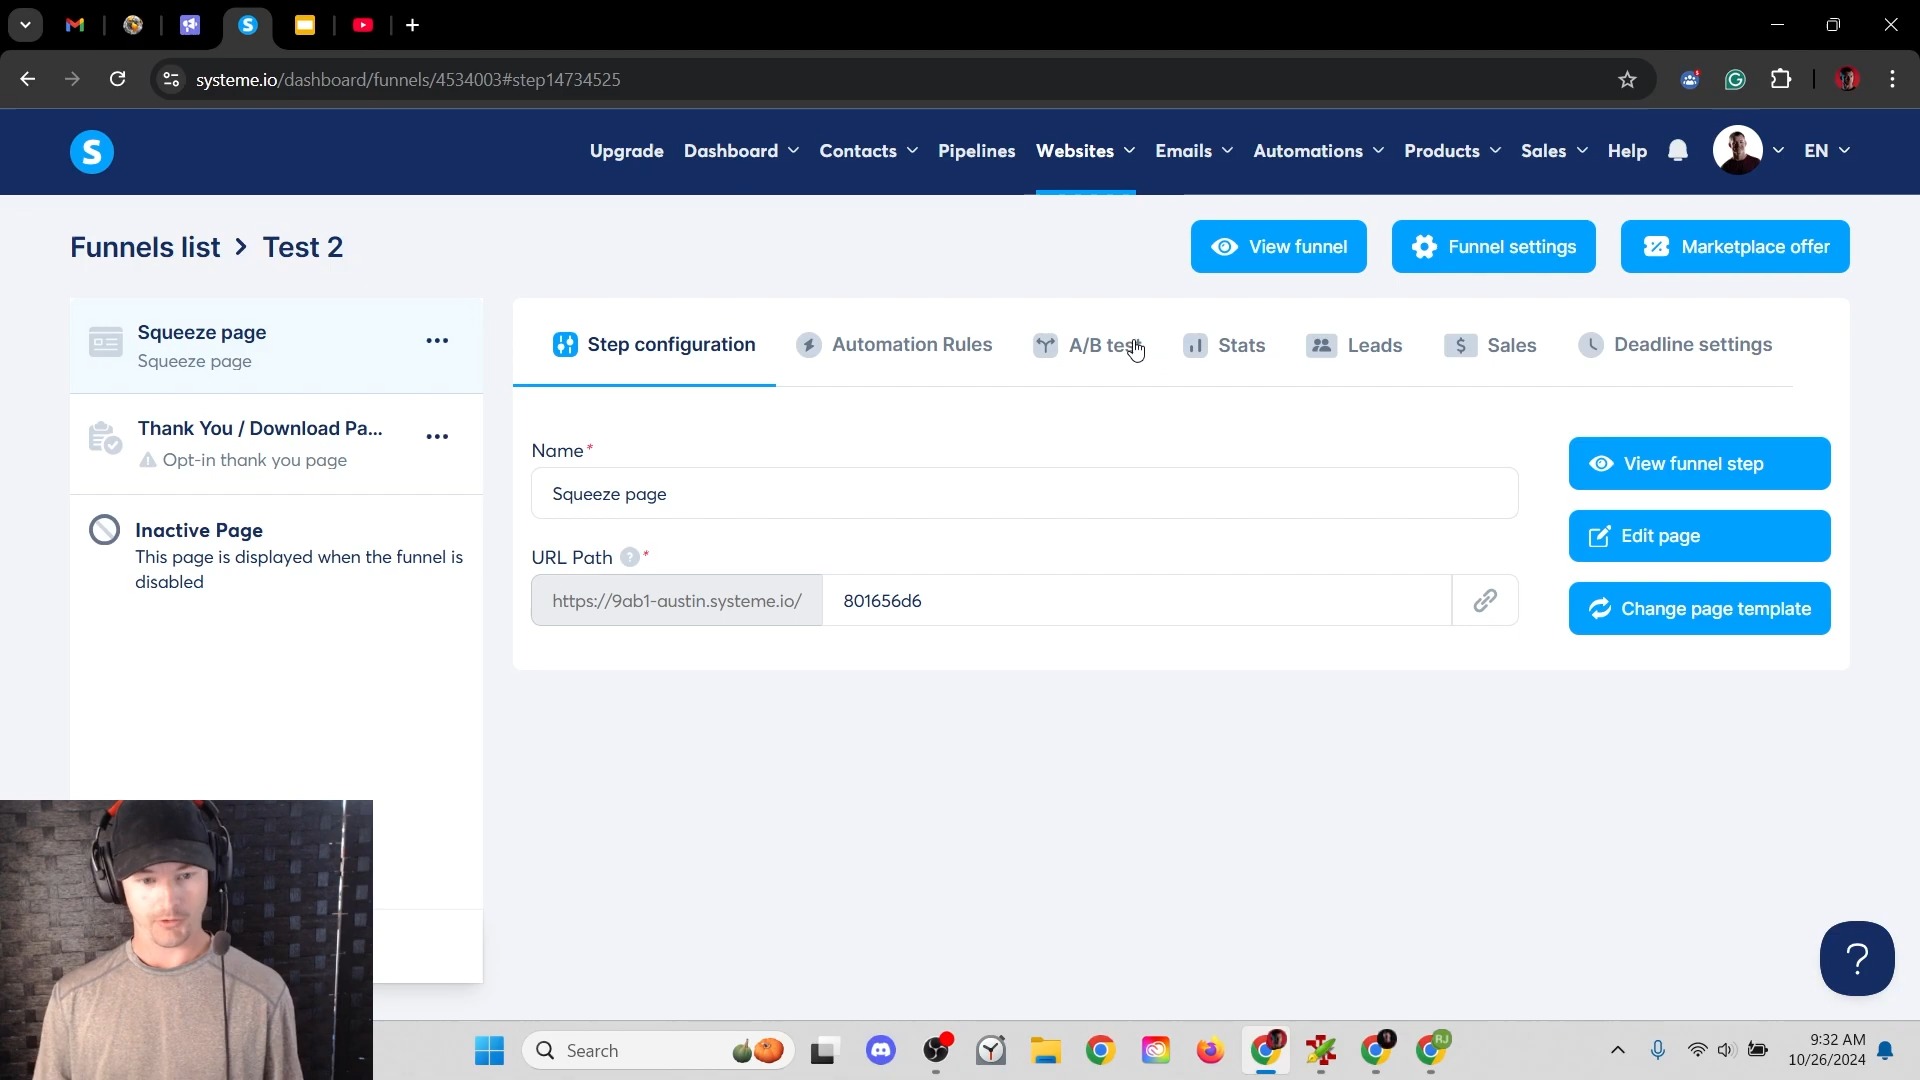 systeme.io/dashboard/funnels/4534003#step14734525
S
Upgrade Dashboard Contacts Pipelines Websites Emails Automations Products Sales Help EN
Funnels list > Test 2
View funnel
Funnel settings
Marketplace offer
Squeeze page
Squeeze page
Thank You / Download Pa...
Opt-in thank you page
Inactive Page
This page is displayed when the funnel is
disabled
Step configuration
Automation Rules
A/B test
Stats
Leads
Sales
Deadline settings
Name*
Squeeze page
URL Path ? *
https://9ab1-austin.systeme.io/
801656d6
View funnel step
Edit page
Change page template
?
Search
RJ
9:32 AM
10/26/2024